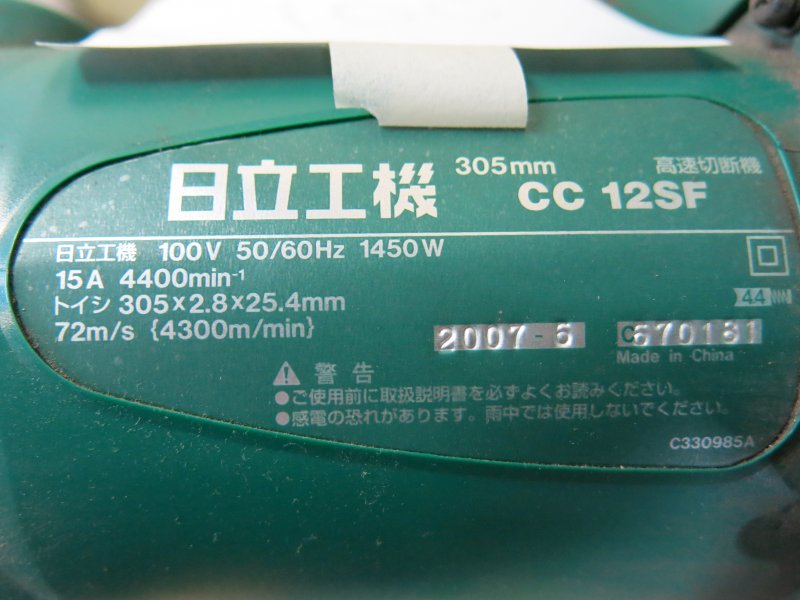 日立工機 305mm 高速切断機
CC 12SF
日立工機 100V 50/60Hz 1450W
15A 4400min⁻¹
トイシ 305×2.8×25.4mm
72m/s {4300m/min}
44
2007-5 C670181
Made in China
警告
●ご使用前に取扱説明書を必ずよくお読みください。
●感電の恐れがあります。雨中では使用しないでください。
C330985A